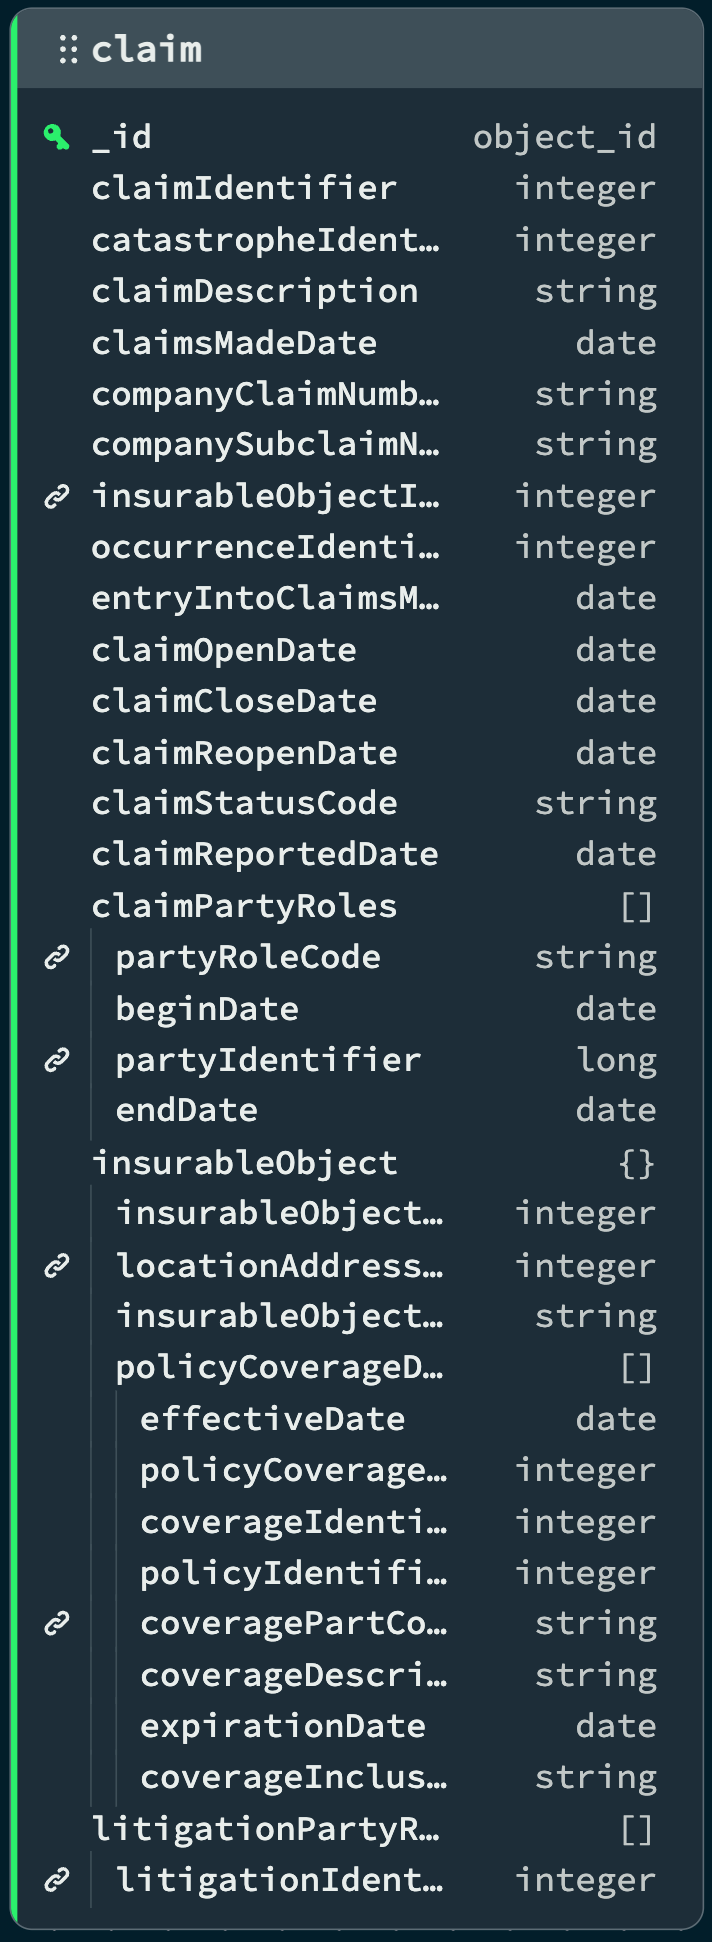 claim
_id object_id
claimIdentifier integer
catastropheIdent… integer
claimDescription string
claimsMadeDate date
companyClaimNumb… string
companySubclaimN… string
insurableObjectI… integer
occurrenceIdenti… integer
entryIntoClaimsM… date
claimOpenDate date
claimCloseDate date
claimReopenDate date
claimStatusCode string
claimReportedDate date
claimPartyRoles []
partyRoleCode string
beginDate date
partyIdentifier long
endDate date
insurableObject {}
insurableObject… integer
locationAddress… integer
insurableObject… string
policyCoverageD… []
effectiveDate date
policyCoverage… integer
coverageIdenti… integer
policyIdentifi… integer
coveragePartCo… string
coverageDescri… string
expirationDate date
coverageInclus… string
litigationPartyR… []
litigationIdent… integer